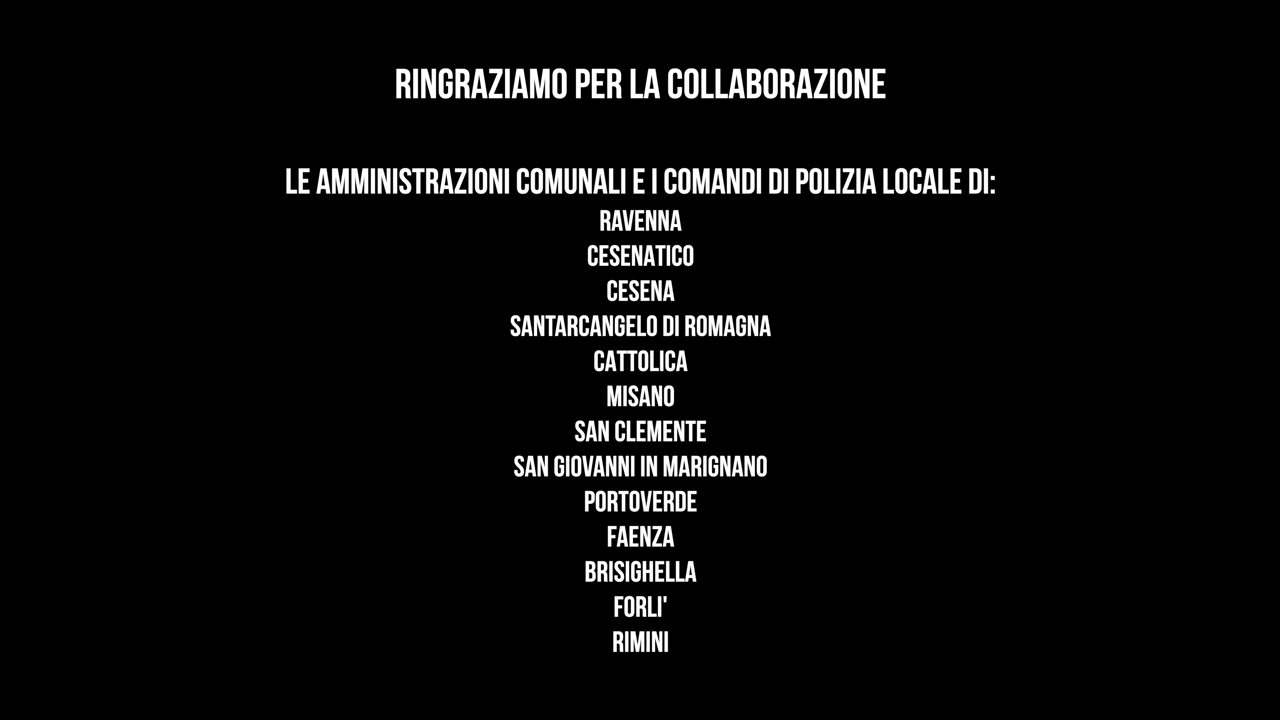 RINGRAZIAMO PER LA COLLABORAZIONE
LE AMMINISTRAZIONI COMUNALI E I COMANDI DI POLIZIA LOCALE DI:
RAVENNA
CESENATICO
CESENA
SANTARCANGELO DI ROMAGNA
CATTOLICA
MISANO
SAN CLEMENTE
SAN GIOVANNI IN MARIGNANO
PORTOVERDE
FAENZA
BRISIGHELLA
FORLI'
RIMINI